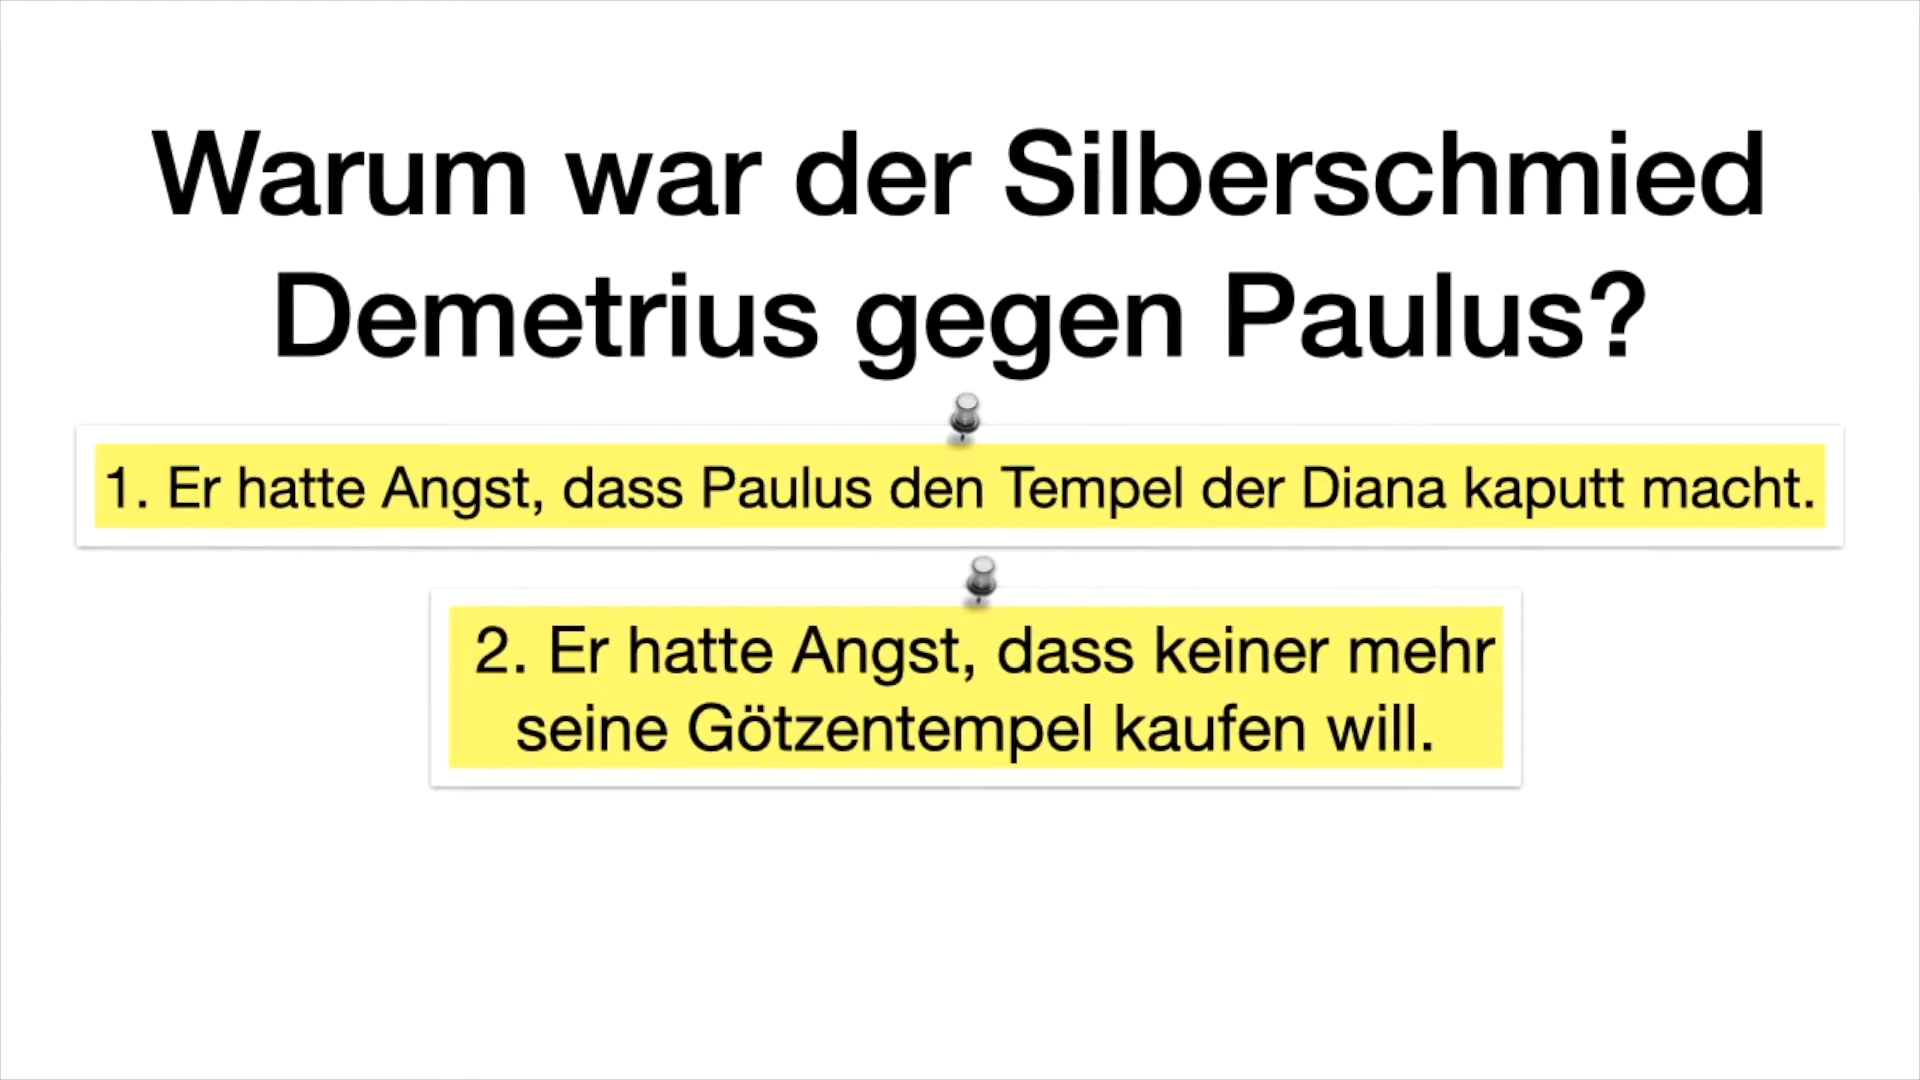 Warum war der Silberschmied
Demetrius gegen Paulus?
1. Er hatte Angst, dass Paulus den Tempel der Diana kaputt macht.
2. Er hatte Angst, dass keiner mehr
seine Götzentempel kaufen will.